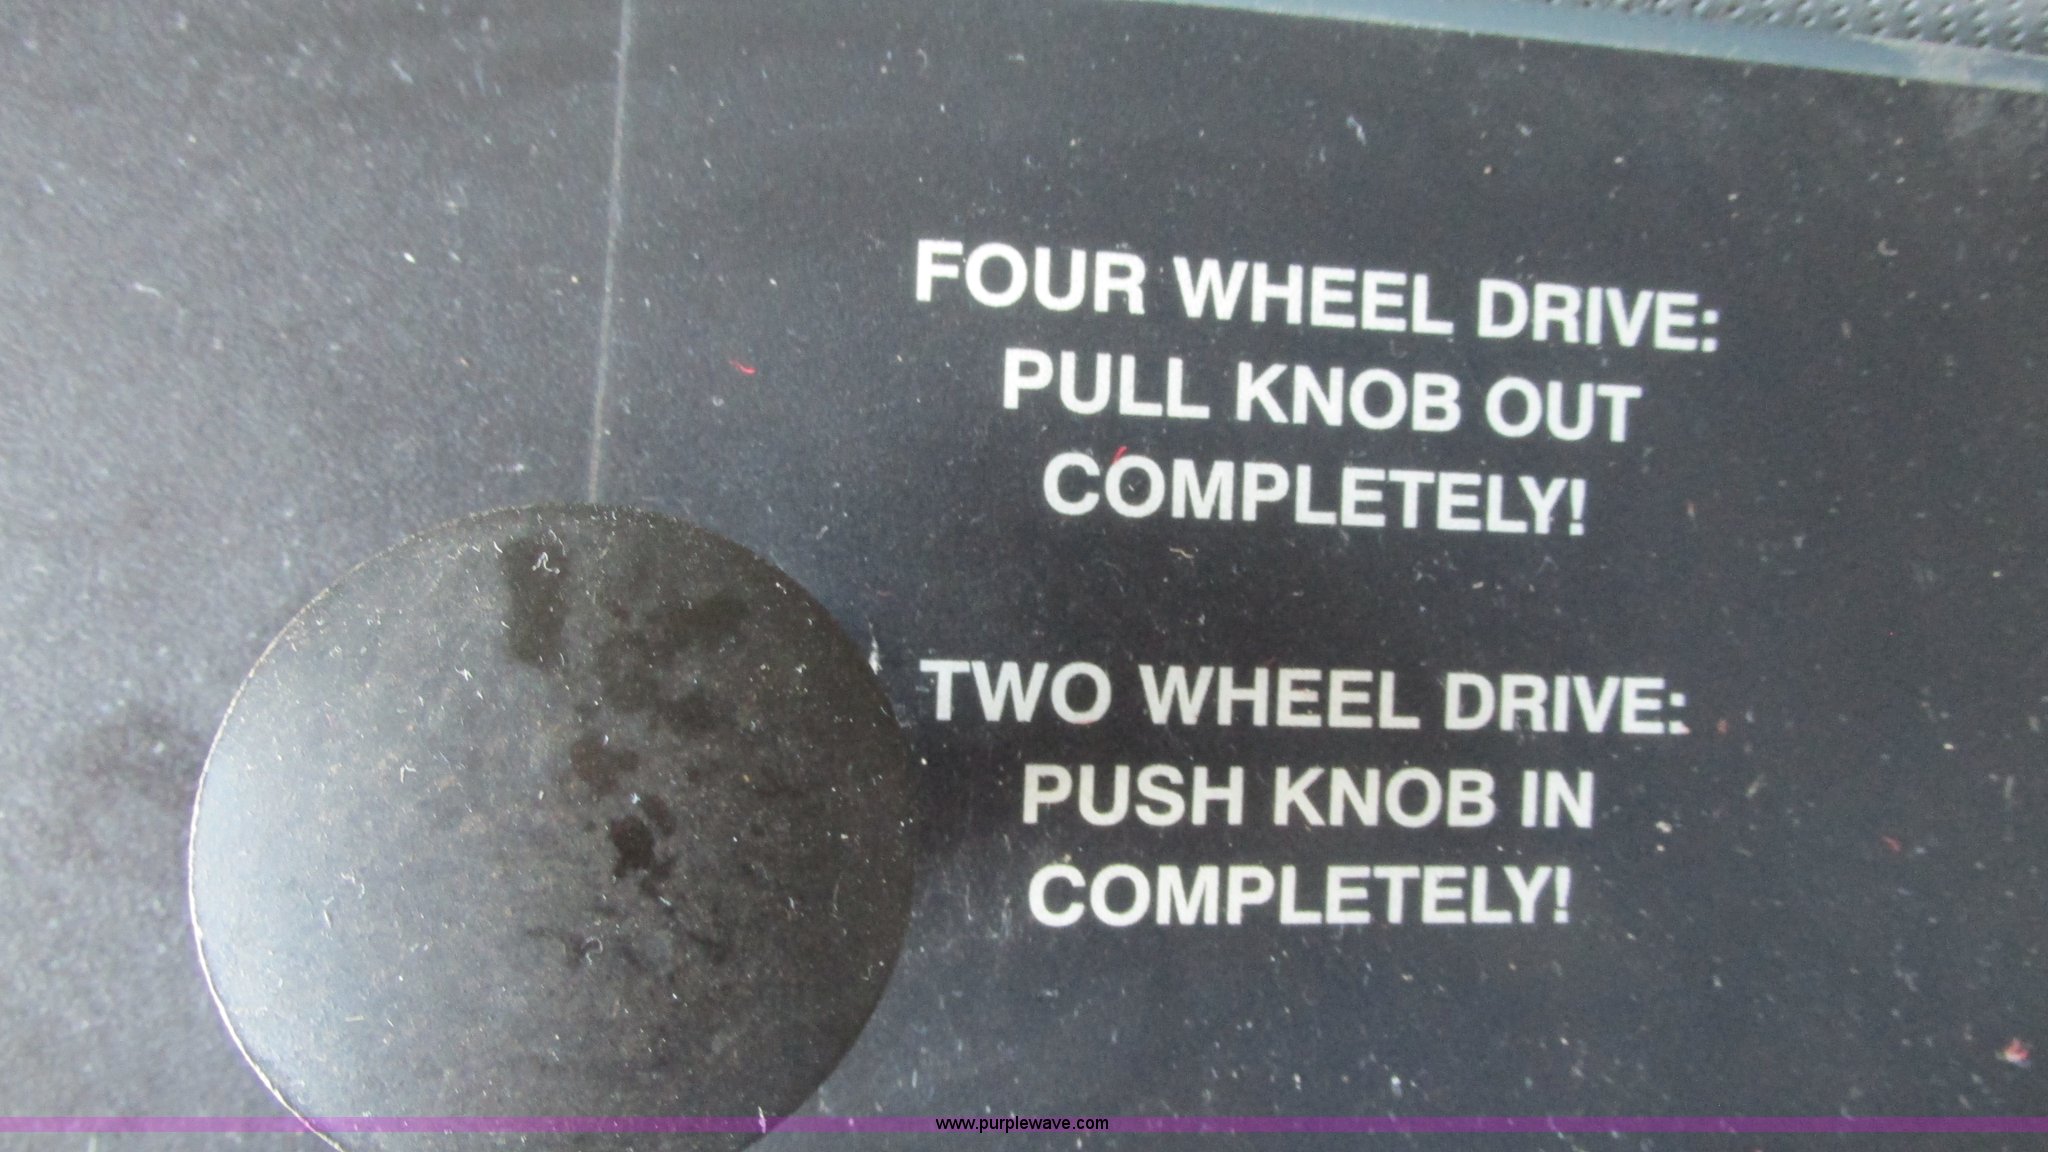 FOUR WHEEL DRIVE:
PULL KNOB OUT
COMPLETELY!
TWO WHEEL DRIVE:
PUSH KNOB IN
COMPLETELY!
www.purplewave.com